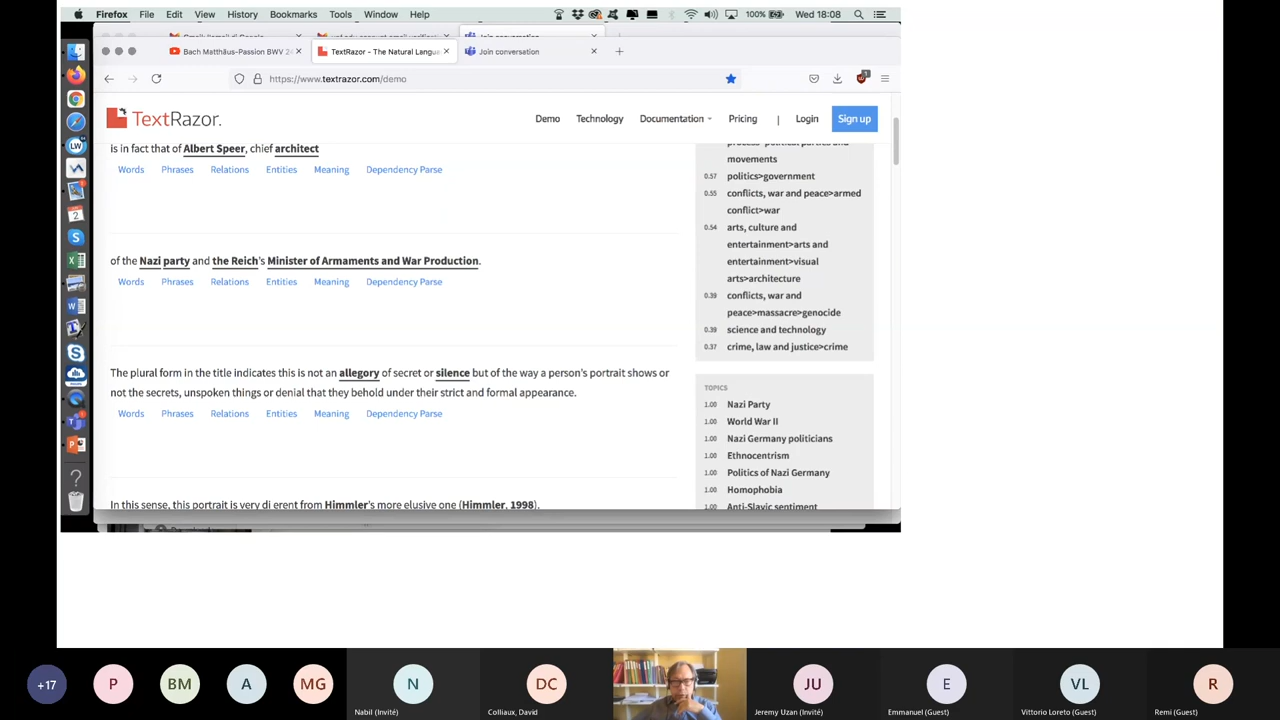 Firefox File Edit View History Bookmarks Tools Window Help 100% Wed 18:08
Join conversation
Bach Matthäus-Passion BWV 24 TextRazor - The Natural Langua Join conversation
https://www.textrazor.com/demo
TextRazor. Demo Technology Documentation Pricing | Login Sign up
is in fact that of Albert Speer, chief architect
Words Phrases Relations Entities Meaning Dependency Parse
of the Nazi party and the Reich's Minister of Armaments and War Production.
Words Phrases Relations Entities Meaning Dependency Parse
The plural form in the title indicates this is not an allegory of secret or silence but of the way a person's portrait shows or
not the secrets, unspoken things or denial that they behold under their strict and formal appearance.
Words Phrases Relations Entities Meaning Dependency Parse
In this sense, this portrait is very di erent from Himmler's more elusive one (Himmler, 1998).
process>political parties and
movements
0.57 politics>government
0.55 conflicts, war and peace>armed
conflict>war
0.54 arts, culture and
entertainment>arts and
entertainment>visual
arts>architecture
0.39 conflicts, war and
peace>massacre>genocide
0.39 science and technology
0.37 crime, law and justice>crime
TOPICS
1.00 Nazi Party
1.00 World War II
1.00 Nazi Germany politicians
1.00 Ethnocentrism
1.00 Politics of Nazi Germany
1.00 Homophobia
1.00 Anti-Slavic sentiment
+17 P BM A MG N DC JU E VL R
Nabil (Invité) Colliaux, David Jeremy Uzan (Invité) Emmanuel (Guest) Vittorio Loreto (Guest) Remi (Guest)